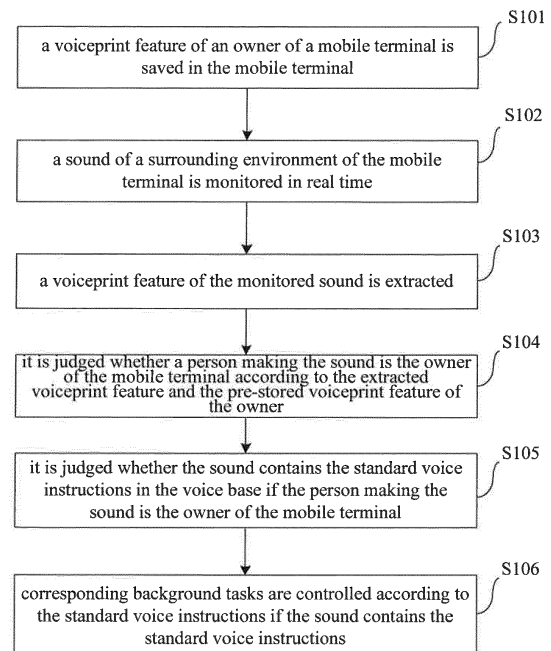 S101
a voiceprint feature of an owner of a mobile terminal is
saved in the mobile terminal
S102
a sound of a surrounding environment of the mobile
terminal is monitored in real time
S103
a voiceprint feature of the monitored sound is extracted
S104
it is judged whether a person making the sound is the owner
of the mobile terminal according to the extracted
voiceprint feature and the pre-stored voiceprint feature of
the owner
S105
it is judged whether the sound contains the standard voice
instructions in the voice base if the person making the
sound is the owner of the mobile terminal
S106
corresponding background tasks are controlled according to
the standard voice instructions if the sound contains the
standard voice instructions